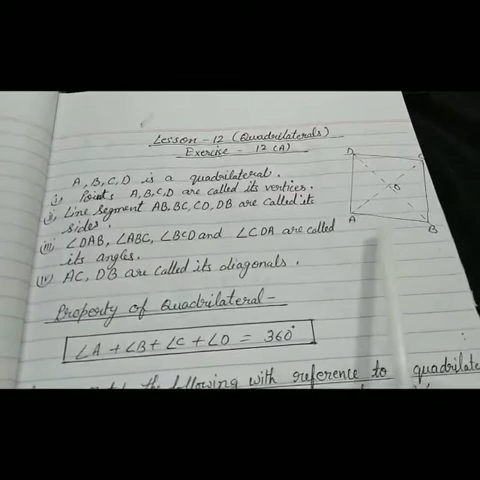 Lesson - 12 (Quadrilaterals)
Exercise - 12 (A)
A, B, C, D is a quadrilateral.
(i) Points A, B, C, D are called its vertices.
(ii) Line Segment AB, BC, CD, DB are called its
sides.
(iii) ∠DAB, ∠ABC, ∠BCD and ∠CDA are called
its angles.
(iv) AC, DB are called its diagonals.
D C
O
A B
Property of Quadrilateral -
∠A + ∠B + ∠C + ∠D = 360°
the following with reference to quadrilate